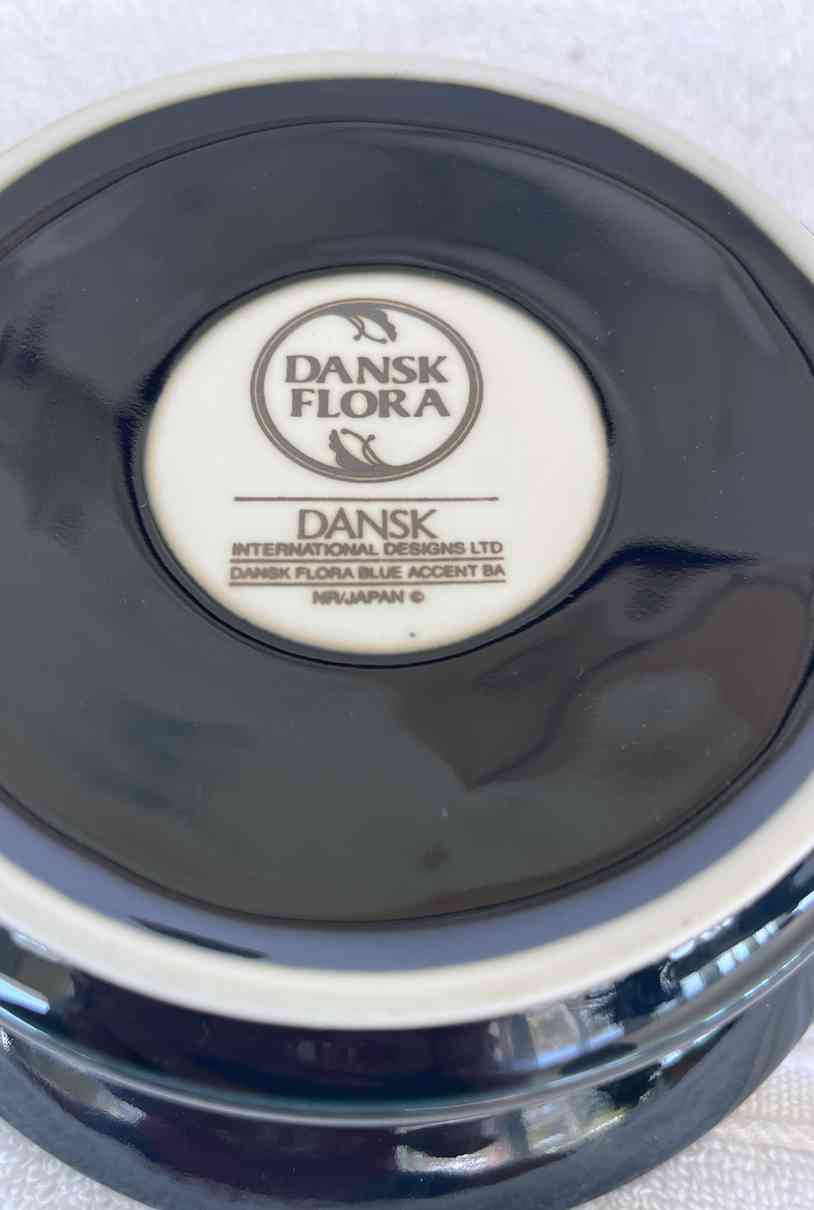 DANSK
FLORA
DANSK
INTERNATIONAL DESIGNS LTD
DANSK FLORA BLUE ACCENT BA
NR/JAPAN ©